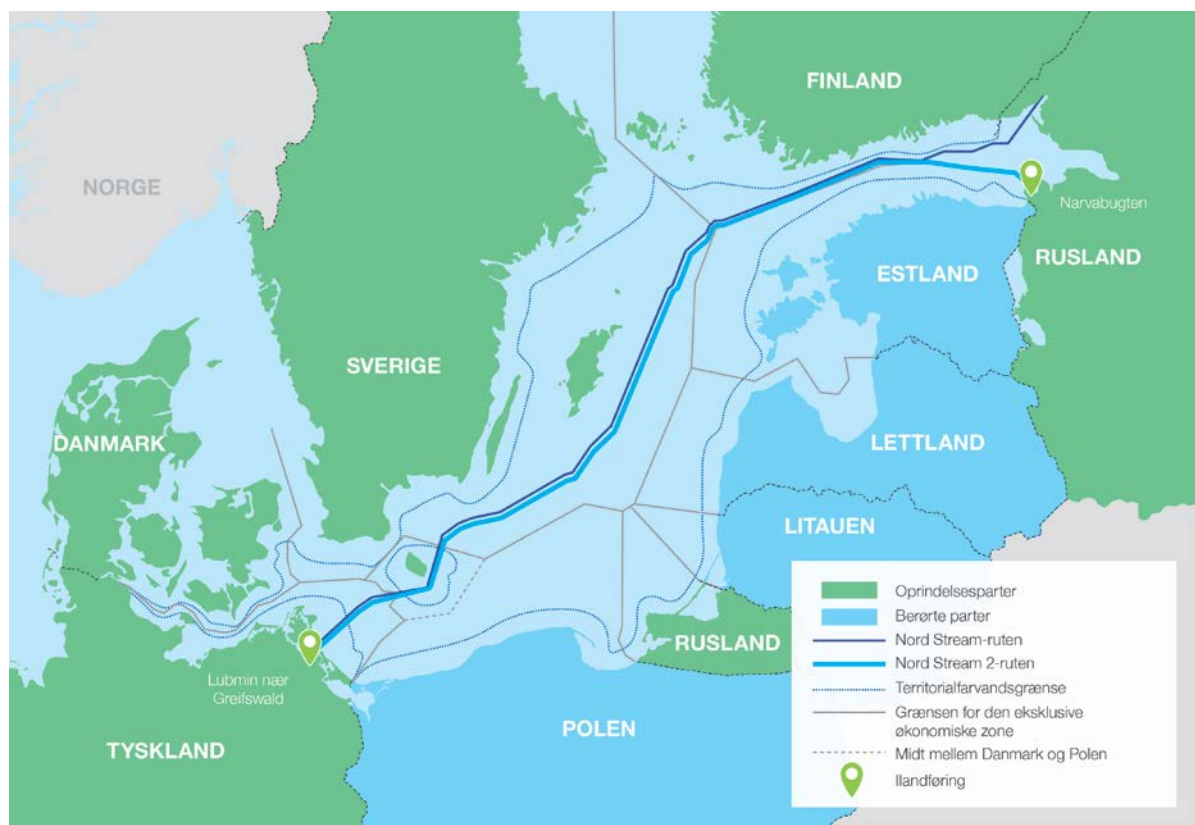 FINLAND
NORGE
Narvabugten
ESTLAND
RUSLAND
SVERIGE
DANMARK
LETTLAND
LITAUEN
RUSLAND
Lubmin nær
Greifswald
POLEN
TYSKLAND
Oprindelsesparter
Berørte parter
Nord Stream-ruten
Nord Stream 2-ruten
Territorialfarvandsgrænse
Grænsen for den eksklusive
økonomiske zone
Midt mellem Danmark og Polen
Ilandføring